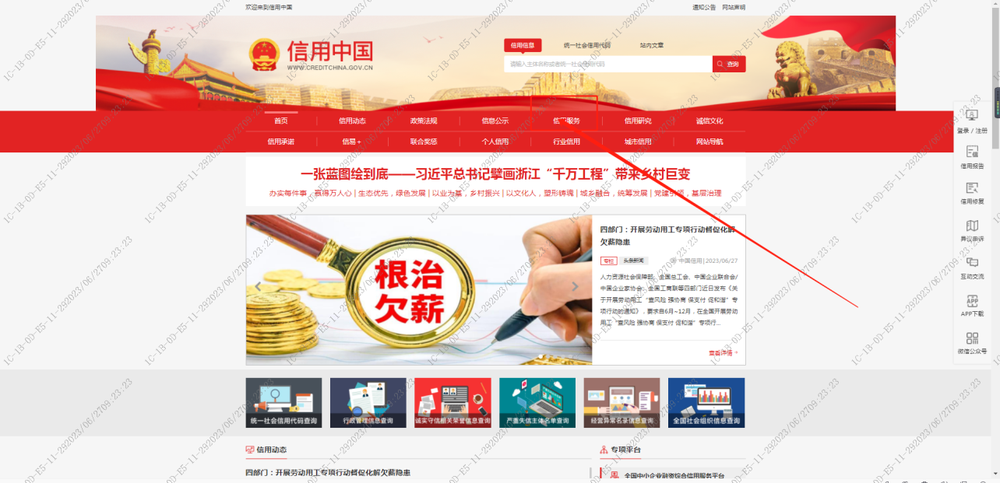 欢迎来到信用中国
通知公告 网站声明
信用中国
WWW.CREDITCHINA.GOV.CN
信用信息 统一社会信用代码 站内文章
请输入主体名称或者统一社会信用代码
查询
首页 信用动态 政策法规 信息公示 信用服务 信用研究 诚信文化
信用承诺 信易+ 联合奖惩 个人信用 行业信用 城市信用 网站导航
登录 / 注册
信用报告
信用修复
异议申诉
互动交流
APP
APP下载
微信公众号
一张蓝图绘到底——习近平总书记擘画浙江“千万工程”带来乡村巨变
办实每件事,赢得万人心 | 生态优先,绿色发展 | 以业为基,乡村振兴 | 以文化人,塑形铸魂 | 城乡融合,统筹发展 | 党建引领,基层治理
根治
欠薪
四部门:开展劳动用工专项行动督促化解
欠薪隐患
专栏 头条新闻 中国信用 | 2023/06/27
人力资源社会保障部、全国总工会、中国企业联合会/
中国企业家协会、全国工商联等四部门近日发布《关
于开展劳动用工“查风险 强协商 保支付 促和谐”专
项行动的通知》,要求自6月~12月,在全国开展劳动
用工“查风险 强协商 保支付 促和谐”专项行...
查看详情
统一社会信用代码查询
行政管理信息查询
诚实守信相关荣誉信息查询
严重失信主体名单查询
经营异常名录信息查询
全国社会组织信息查询
信用动态
专项平台
四部门:开展劳动用工专项行动督促化解欠薪隐患
全国中小企业融资综合信用服务平台
1C-1B-0D-E5-11-292023/06/2709:23:23